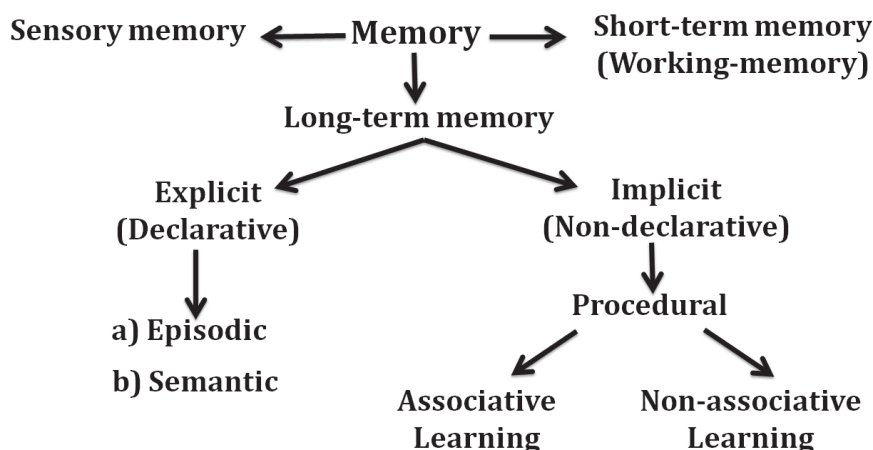 Sensory memory
Memory
Short-term memory
(Working-memory)
Long-term memory
Explicit
(Declarative)
Implicit
(Non-declarative)
Procedural
a) Episodic
b) Semantic
Associative
Learning
Non-associative
Learning